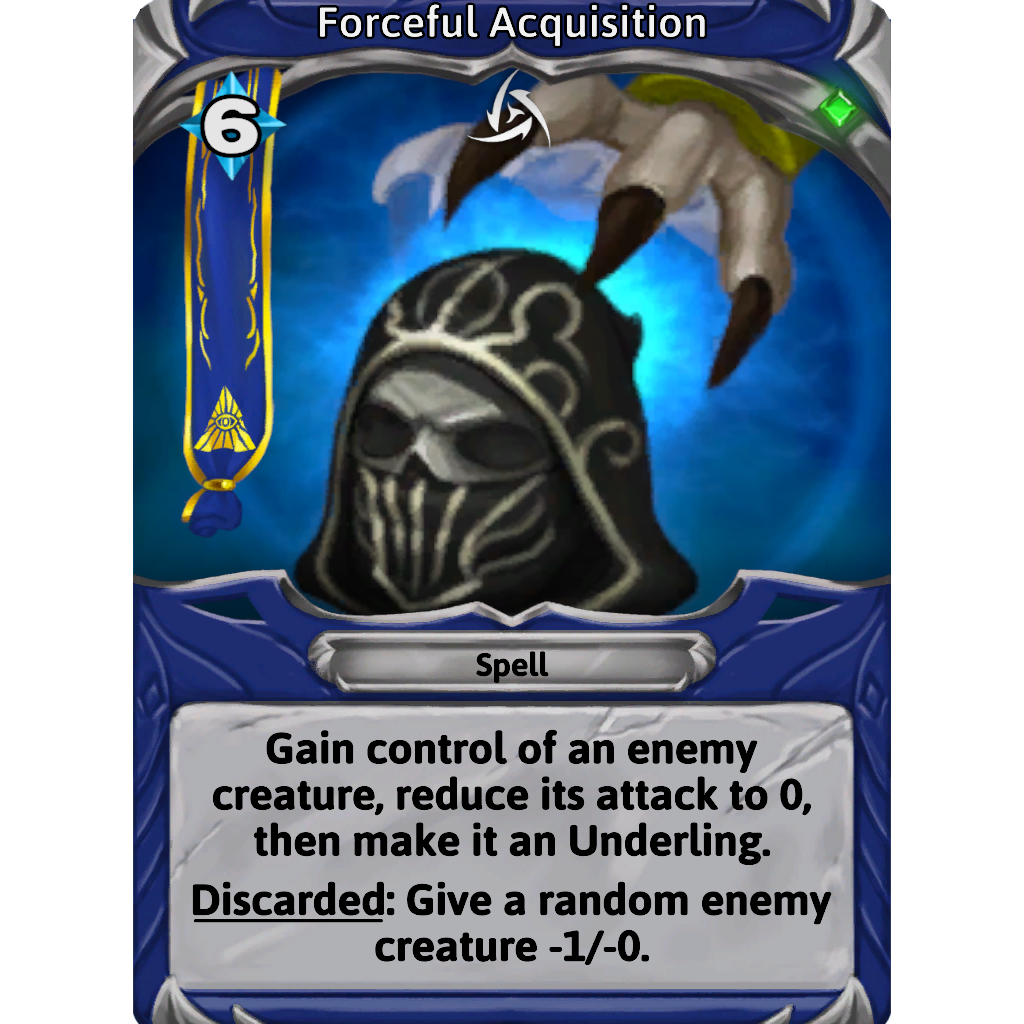 Forceful Acquisition
6
Spell
Gain control of an enemy
creature, reduce its attack to 0,
then make it an Underling.
Discarded: Give a random enemy
creature -1/-0.